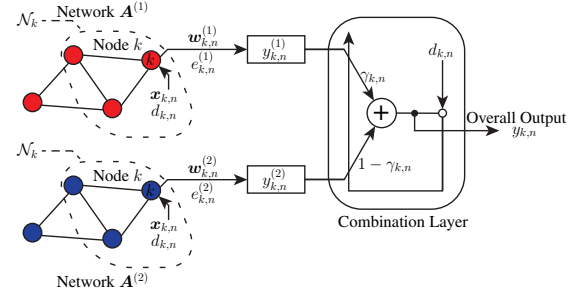 Network A^{(1)}
𝒩_k
Node k
k
x_{k,n}
d_{k,n}
w_{k,n}^{(1)}
e_{k,n}^{(1)}
y_{k,n}^{(1)}
γ_{k,n}
d_{k,n}
+
Overall Output
y_{k,n}
1 − γ_{k,n}
Combination Layer
𝒩_k
Node k
k
x_{k,n}
d_{k,n}
w_{k,n}^{(2)}
e_{k,n}^{(2)}
y_{k,n}^{(2)}
Network A^{(2)}